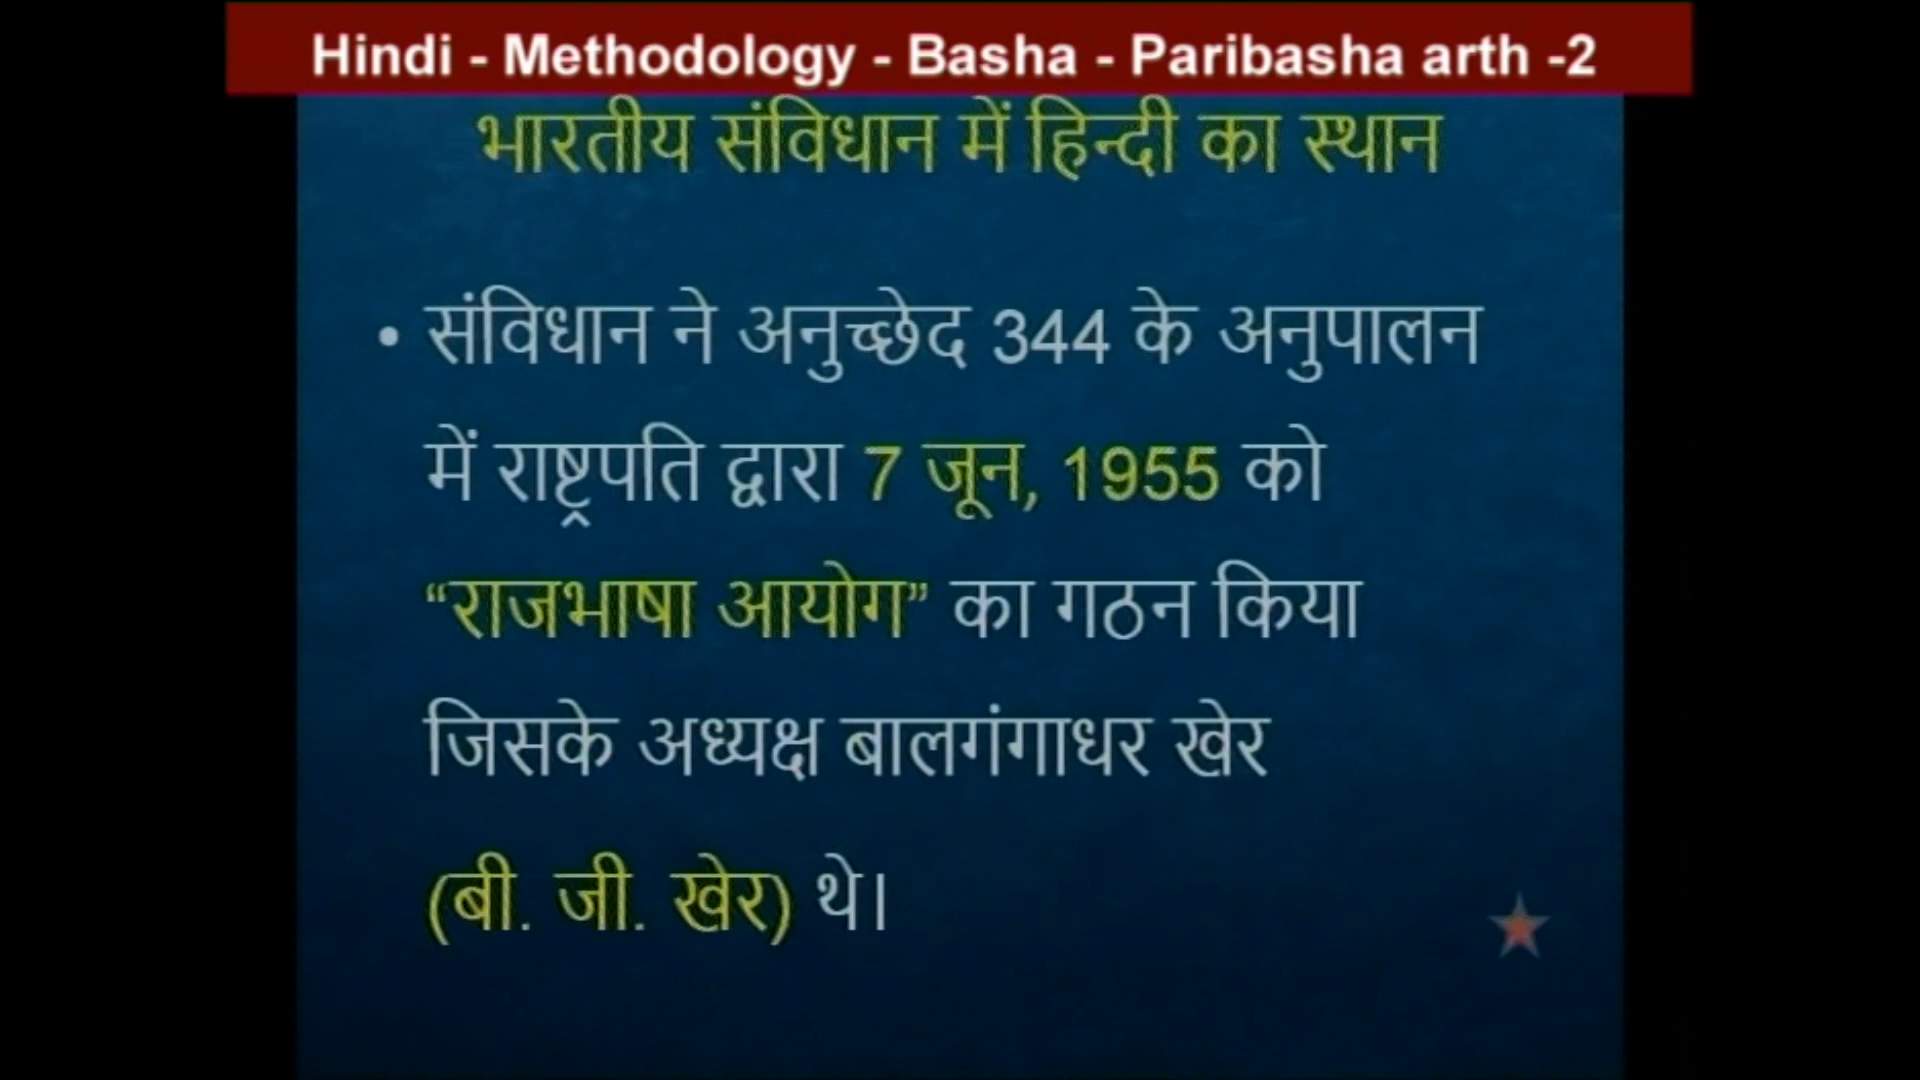 Hindi - Methodology - Basha - Paribasha arth -2
भारतीय संविधान में हिन्दी का स्थान
• संविधान ने अनुच्छेद 344 के अनुपालन
में राष्ट्रपति द्वारा 7 जून, 1955 को
“राजभाषा आयोग” का गठन किया
जिसके अध्यक्ष बालगंगाधर खेर
(बी. जी. खेर) थे।